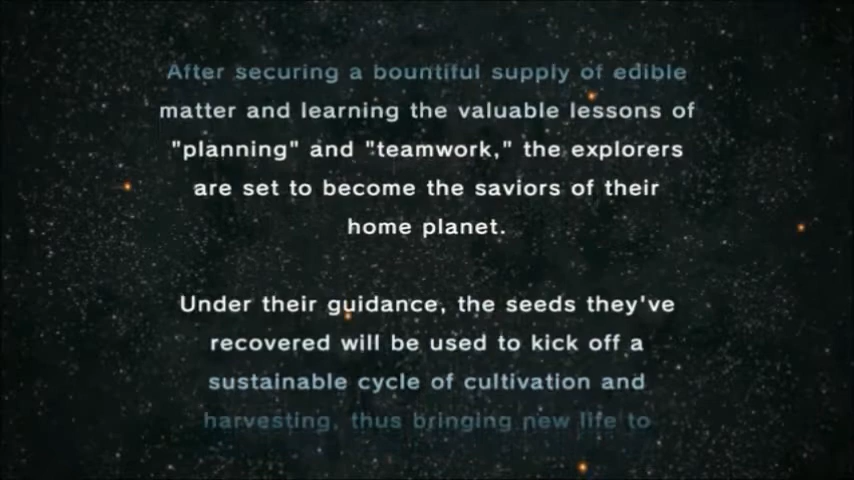 After securing a bountiful supply of edible
matter and learning the valuable lessons of
"planning" and "teamwork," the explorers
are set to become the saviors of their
home planet.
Under their guidance, the seeds they've
recovered will be used to kick off a
sustainable cycle of cultivation and
harvesting, thus bringing new life to